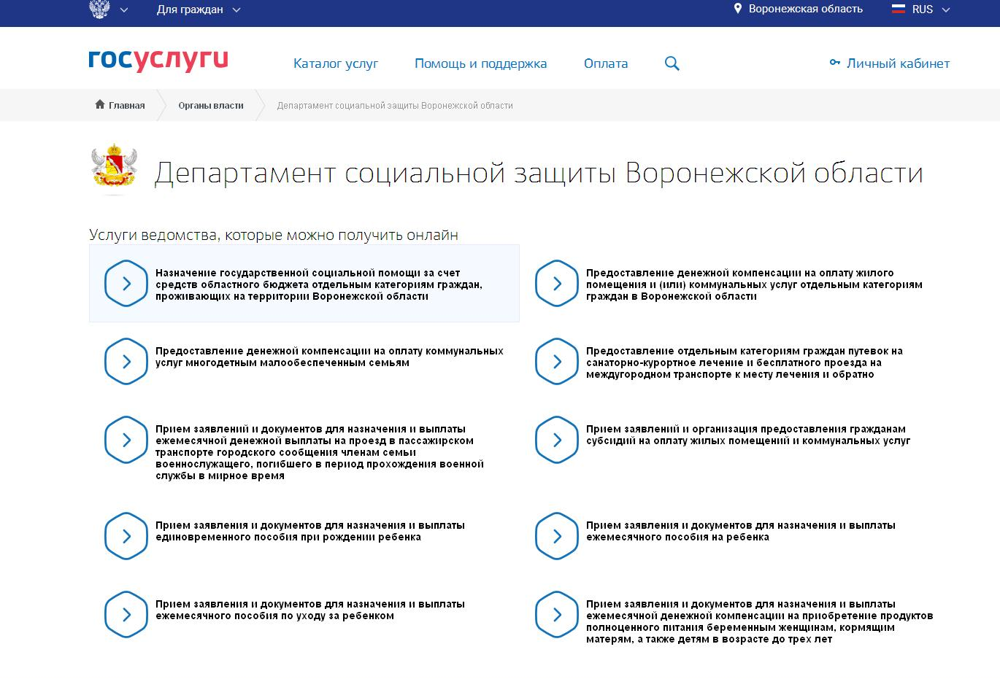 Для граждан
Воронежская область
RUS
госуслуги
Каталог услуг
Помощь и поддержка
Оплата
Личный кабинет
Главная
Органы власти
Департамент социальной защиты Воронежской области
Департамент социальной защиты Воронежской области
Услуги ведомства, которые можно получить онлайн
Назначение государственной социальной помощи за счет
средств областного бюджета отдельным категориям граждан,
проживающих на территории Воронежской области
Предоставление денежной компенсации на оплату жилого
помещения и (или) коммунальных услуг отдельным категориям
граждан в Воронежской области
Предоставление денежной компенсации на оплату коммунальных
услуг многодетным малообеспеченным семьям
Предоставление отдельным категориям граждан путевок на
санаторно-курортное лечение и бесплатного проезда на
междугородном транспорте к месту лечения и обратно
Прием заявлений и документов для назначения и выплаты
ежемесячной денежной выплаты на проезд в пассажирском
транспорте городского сообщения членам семьи
военнослужащего, погибшего в период прохождения военной
службы в мирное время
Прием заявлений и организация предоставления гражданам
субсидий на оплату жилых помещений и коммунальных услуг
Прием заявления и документов для назначения и выплаты
единовременного пособия при рождении ребенка
Прием заявления и документов для назначения и выплаты
ежемесячного пособия на ребенка
Прием заявления и документов для назначения и выплаты
ежемесячного пособия по уходу за ребенком
Прием заявления и документов для назначения и выплаты
ежемесячной денежной компенсации на приобретение продуктов
полноценного питания беременным женщинам, кормящим
матерям, а также детям в возрасте до трех лет